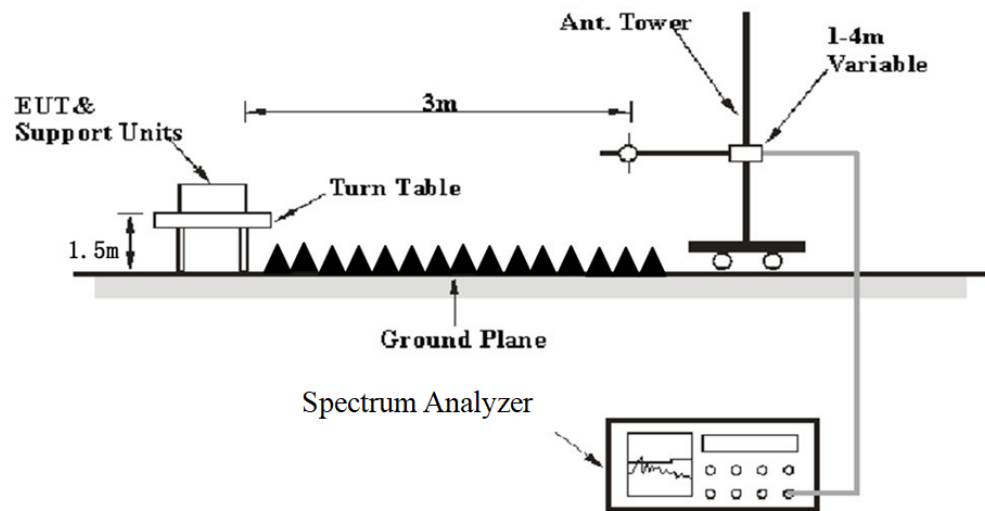 Ant. Tower
1-4m
Variable
3m
EUT&
Support Units
Turn Table
1.5m
Ground Plane
Spectrum Analyzer